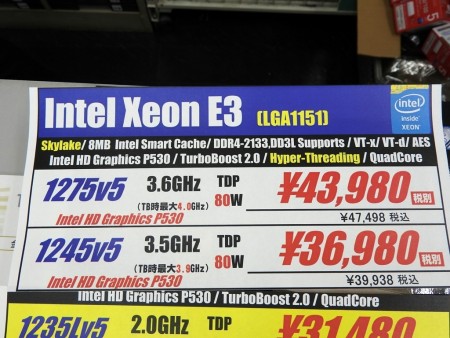 Intel Xeon E3 (LGA1151)
intel inside XEON
Skylake/ 8MB Intel Smart Cache/ DDR4-2133,DD3L Supports / VT-x/ VT-d/ AES
Intel HD Graphics P530 / TurboBoost 2.0 / Hyper-Threading / QuadCore
1275v5 3.6GHz TDP ¥43,980 税別
(TB時最大4.0GHz) 80W
Intel HD Graphics P530 ¥47,498 税込
1245v5 3.5GHz TDP ¥36,980 税別
(TB時最大3.9GHz) 80W
Intel HD Graphics P530 ¥39,938 税込
Intel HD Graphics P530 / TurboBoost 2.0 / QuadCore
1235Lv5 2.0GHz TDP ¥31,480